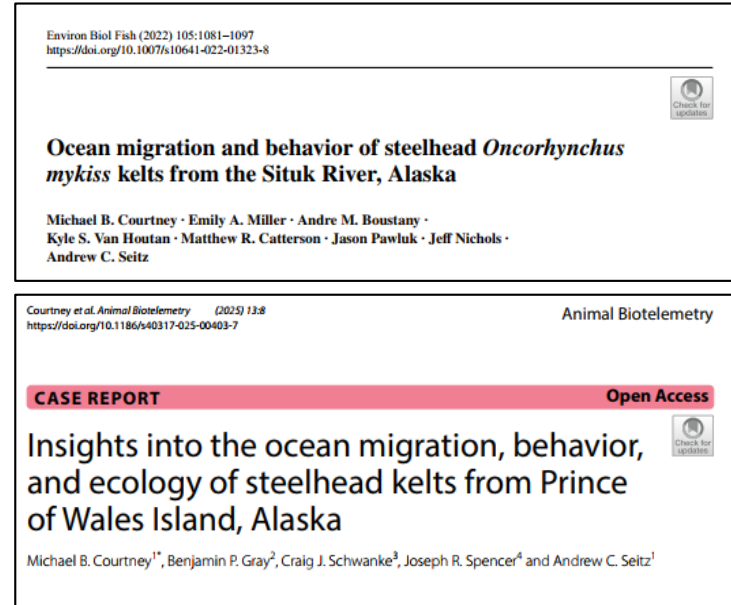 Environ Biol Fish (2022) 105:1081–1097
https://doi.org/10.1007/s10641-022-01323-8
Check for
updates
Ocean migration and behavior of steelhead Oncorhynchus
mykiss kelts from the Situk River, Alaska
Michael B. Courtney · Emily A. Miller · Andre M. Boustany ·
Kyle S. Van Houtan · Matthew R. Catterson · Jason Pawluk · Jeff Nichols ·
Andrew C. Seitz
Courtney et al. Animal Biotelemetry (2025) 13:8
https://doi.org/10.1186/s40317-025-00403-7
Animal Biotelemetry
CASE REPORT
Open Access
Check for
updates
Insights into the ocean migration, behavior,
and ecology of steelhead kelts from Prince
of Wales Island, Alaska
Michael B. Courtney1*, Benjamin P. Gray2, Craig J. Schwanke3, Joseph R. Spencer4 and Andrew C. Seitz1